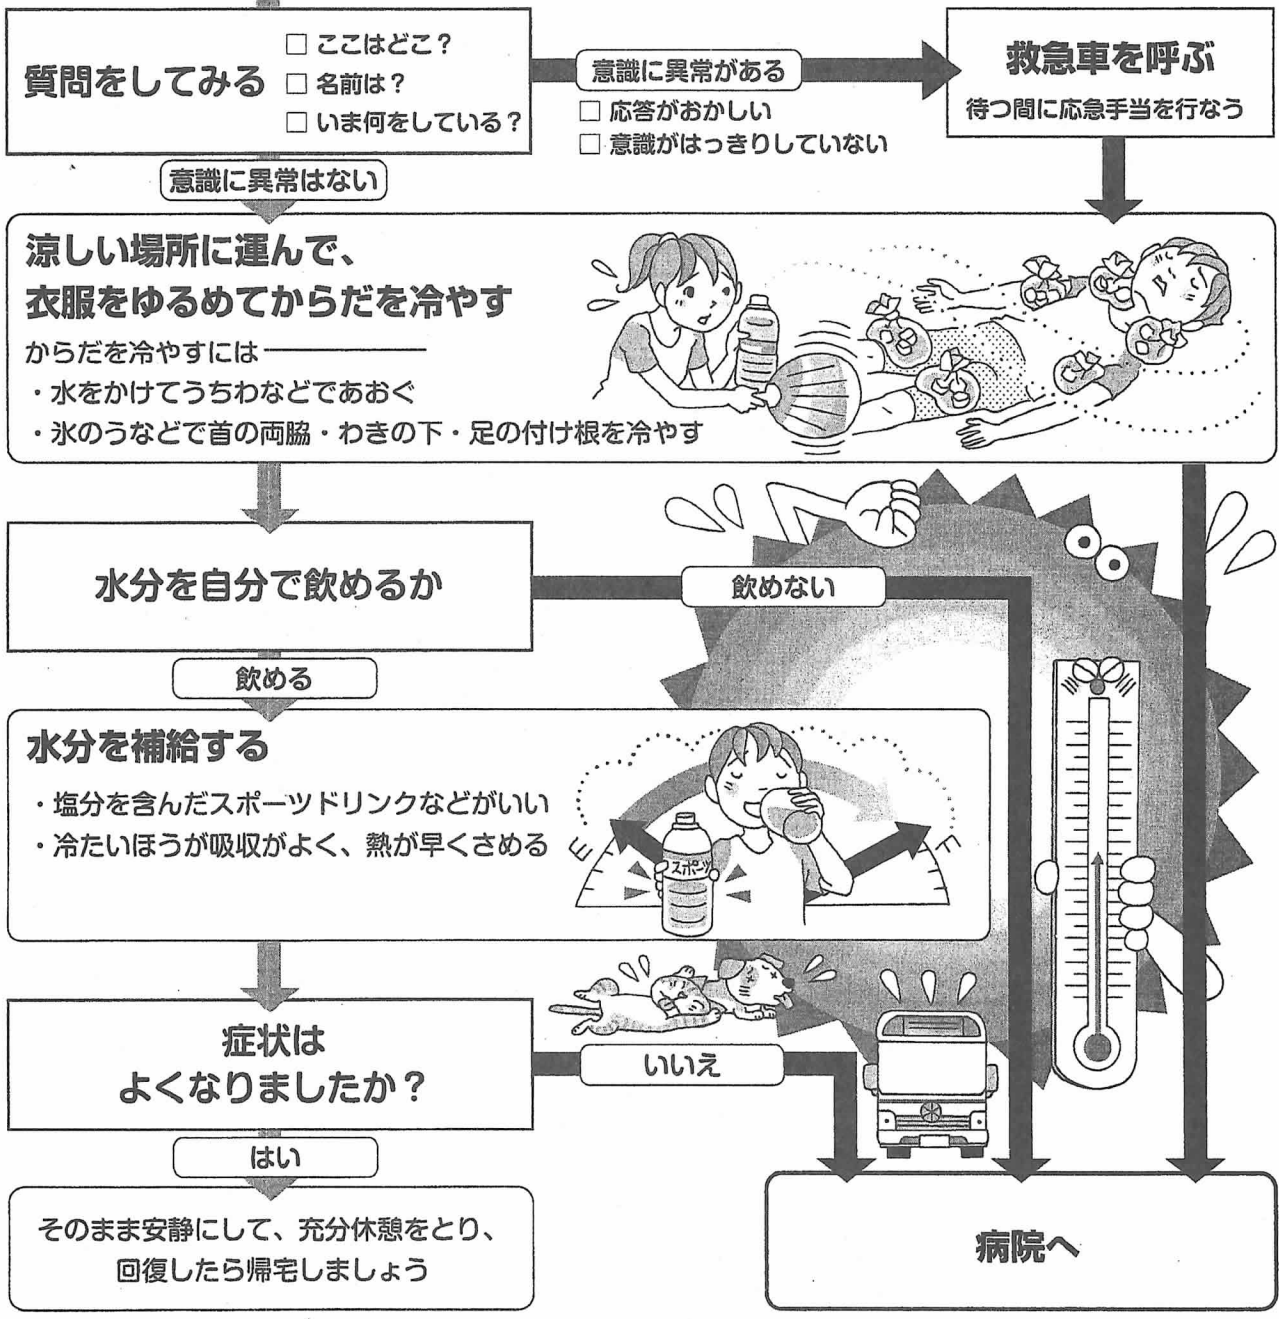 質問をしてみる
□ ここはどこ？
□ 名前は？
□ いま何をしている？
意識に異常がある
□ 応答がおかしい
□ 意識がはっきりしていない
救急車を呼ぶ
待つ間に応急手当を行なう
意識に異常はない
涼しい場所に運んで、
衣服をゆるめてからだを冷やす
からだを冷やすには――――――
・水をかけてうちわなどであおぐ
・氷のうなどで首の両脇・わきの下・足の付け根を冷やす
水分を自分で飲めるか
飲めない
飲める
水分を補給する
・塩分を含んだスポーツドリンクなどがいい
・冷たいほうが吸収がよく、熱が早くさめる
E
F
スポーツ
症状は
よくなりましたか？
いいえ
はい
そのまま安静にして、充分休憩をとり、
回復したら帰宅しましょう
病院へ